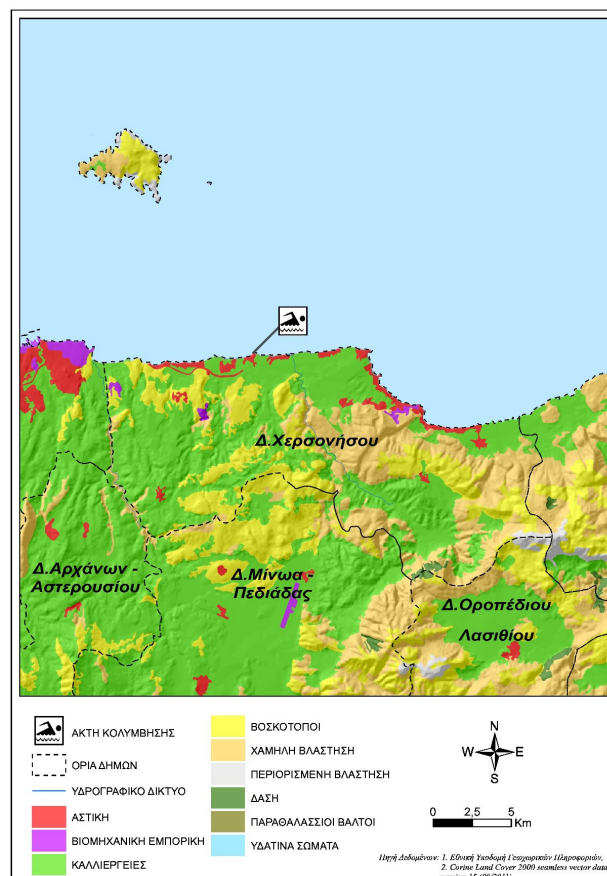 Δ.Χερσονήσου
Δ.Αρχάνων -
Αστερουσίου
Δ.Μινωα -
Πεδιάδας
Δ.Οροπέδιου
Λασιθίου
ΑΚΤΗ ΚΟΛΥΜΒΗΣΗΣ
ΟΡΙΑ ΔΗΜΩΝ
ΥΔΡΟΓΡΑΦΙΚΟ ΔΙΚΤΥΟ
ΑΣΤΙΚΗ
ΒΙΟΜΗΧΑΝΙΚΗ ΕΜΠΟΡΙΚΗ
ΚΑΛΛΙΕΡΓΕΙΕΣ
ΒΟΣΚΟΤΟΠΟΙ
ΧΑΜΗΛΗ ΒΛΑΣΤΗΣΗ
ΠΕΡΙΟΡΙΣΜΕΝΗ ΒΛΑΣΤΗΣΗ
ΔΑΣΗ
ΠΑΡΑΘΑΛΑΣΣΙΟΙ ΒΑΛΤΟΙ
ΥΔΑΤΙΝΑ ΣΩΜΑΤΑ
N
W E
S
0 2,5 5
Km
Πηγή Δεδομένων: 1. Εθνική Υποδομή Γεωχωρικών Πληροφοριών,
2. Corine Land Cover 2000 seamless vector data